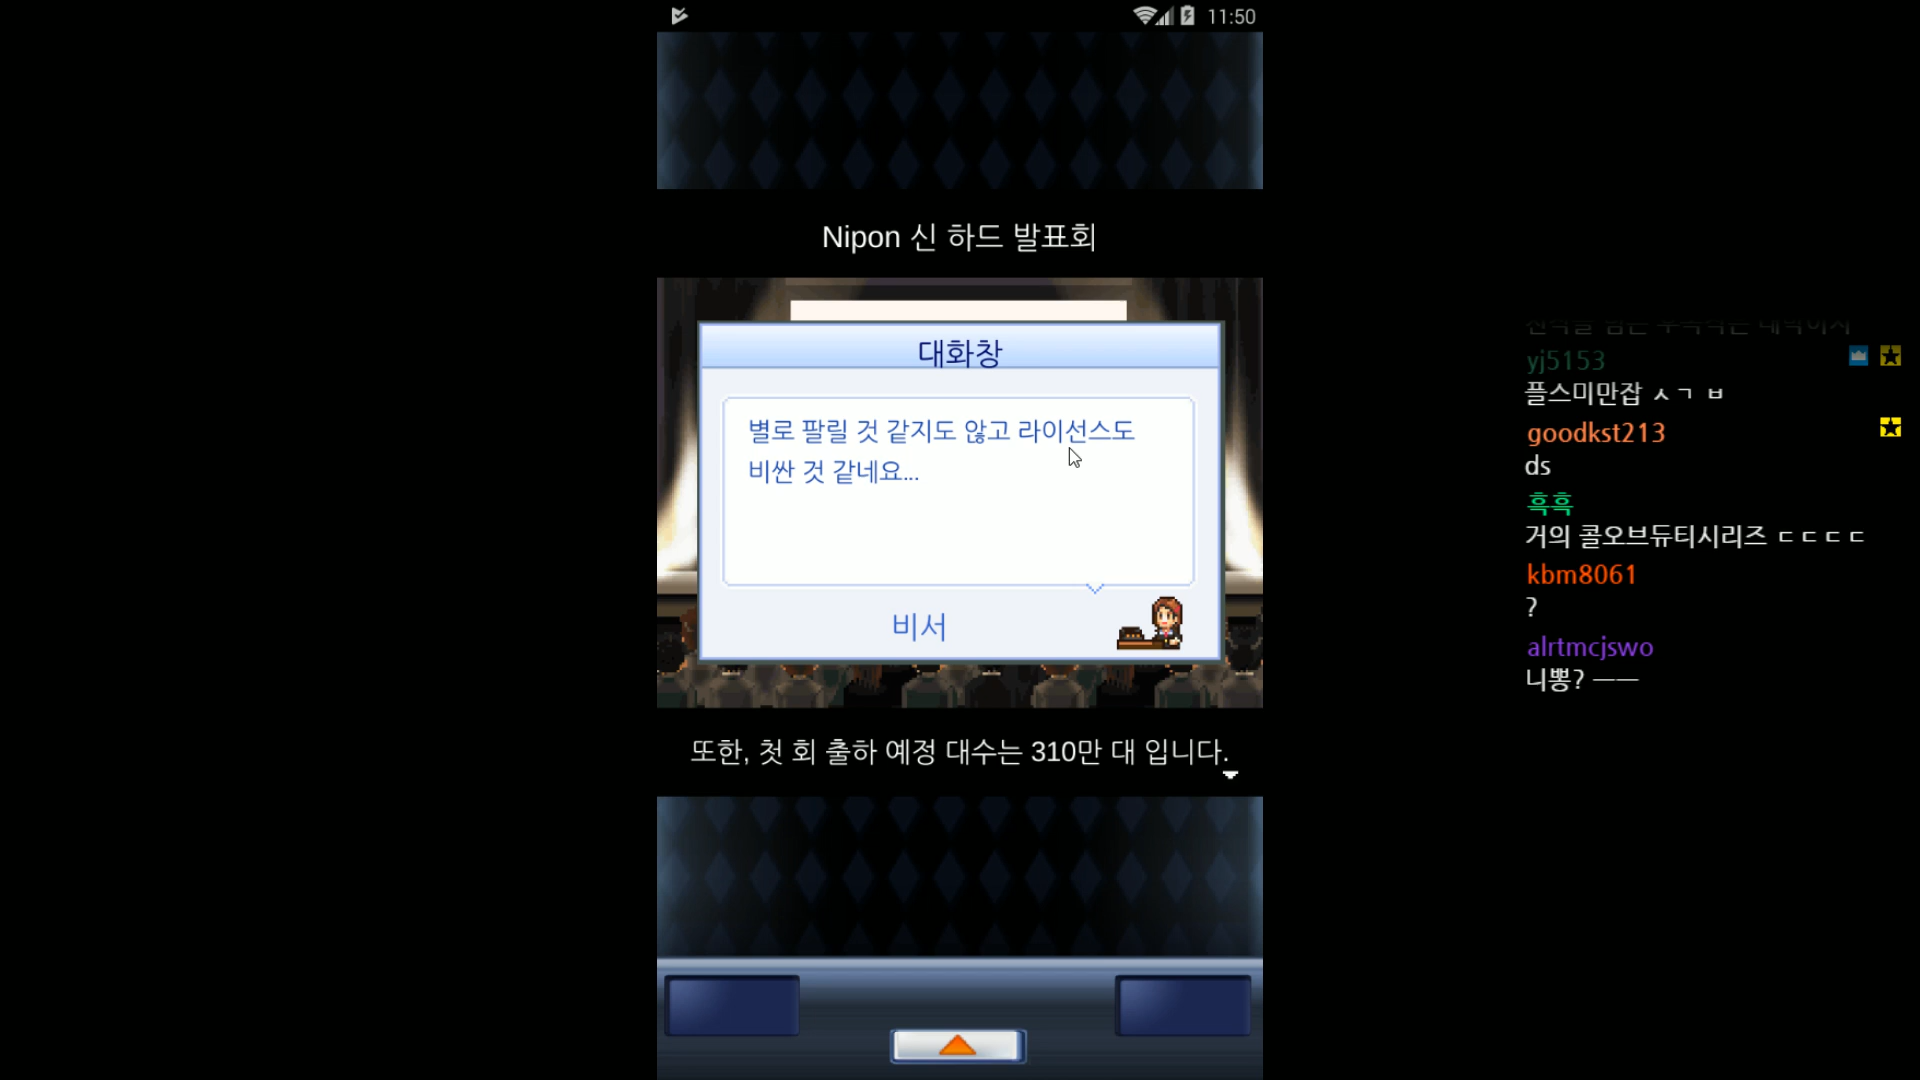 11:50
Nipon 신 하드 발표회
대화창
별로 팔릴 것 같지도 않고 라이선스도
비싼 것 같네요...
비서
또한, 첫 회 출하 예정 대수는 310만 대 입니다.
yj5153
플스미만잡 ㅅㄱ ㅂ
goodkst213
ds
흑흑
거의 콜오브듀티시리즈 ㄷㄷㄷㄷ
kbm8061
?
alrtmcjswo
니뽕? ㅡㅡ